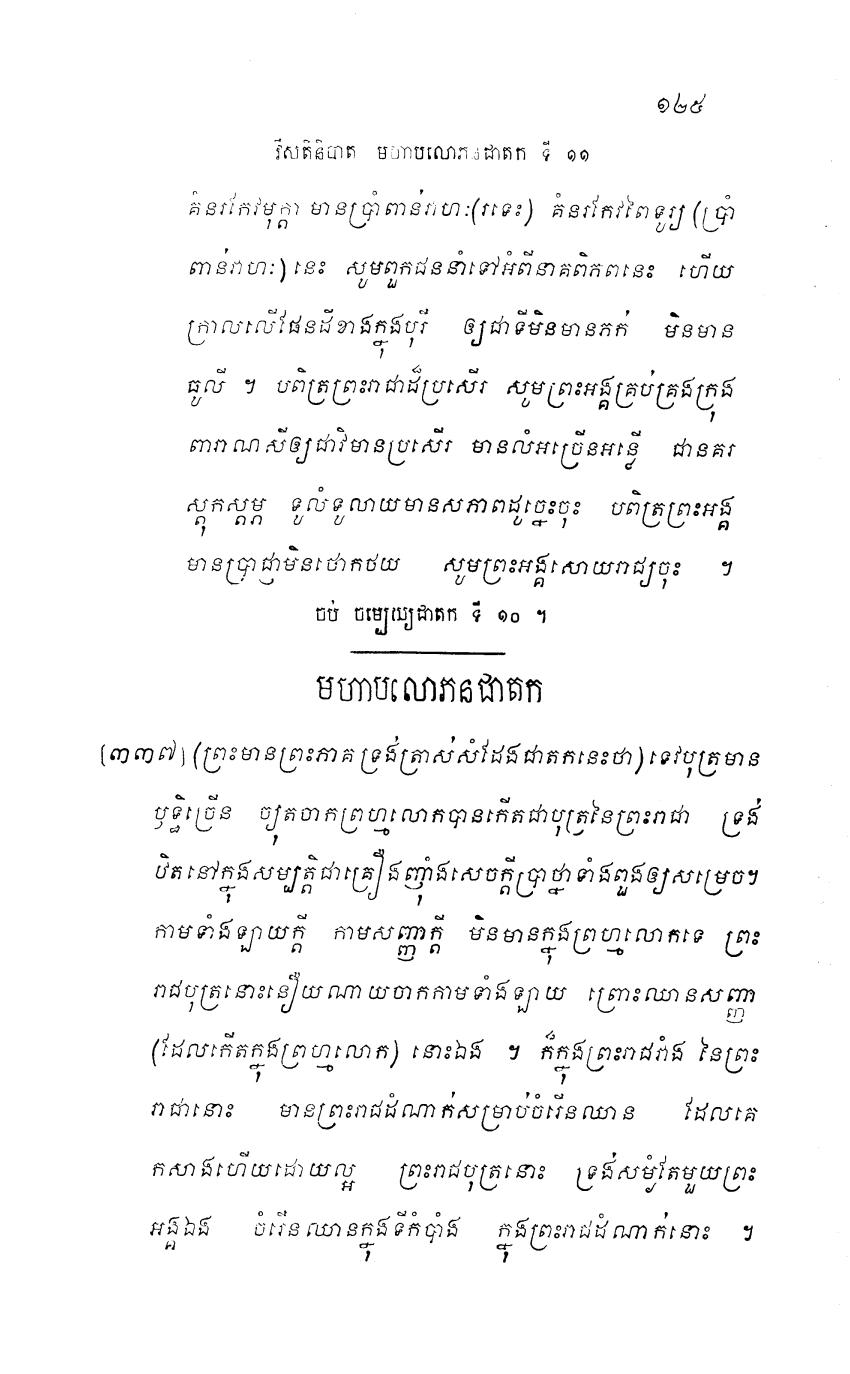 ១២៥
វីសតិនិបាត មហាបលោភនជាតក ទី ១១
គំនរកែវមុក្តា មានប្រាំពាន់វាហៈ(រទេះ) គំនរកែវពៃទូរ្យ (ប្រាំ
ពាន់វាហៈ) នេះ សូមពួកជននាំទៅអំពីនាគពិភពនេះ ហើយ
ក្រាលលើផែនដីខាងក្នុងបុរី ឲ្យជាទីមិនមានភក់ មិនមាន
ធូលី ។ បពិត្រព្រះរាជាដ៏ប្រសើរ សូមព្រះអង្គគ្រប់គ្រងក្រុង
ពារាណសីឲ្យជាវិមានប្រសើរ មានលំអច្រើនអន្លើ ជានគរ
ស្តុកស្តម្ភ ទូលំទូលាយមានសភាពដូច្នេះចុះ បពិត្រព្រះអង្គ
មានប្រាជ្ញាមិនថោកថយ សូមព្រះអង្គសោយរាជ្យចុះ ។
ចប់ ចម្បេយ្យជាតក ទី ១០ ។
មហាបលោភនជាតក
[៣៣៧] (ព្រះមានព្រះភាគ ទ្រង់ត្រាស់សំដែងជាតកនេះថា) ទេវបុត្រមាន
ឫទ្ធិច្រើន ច្យុតចាកព្រហ្មលោកបានកើតជាបុត្រនៃព្រះរាជា ទ្រង់
ឋិតនៅក្នុងសម្បត្តិជាគ្រឿងញ៉ាំងសេចក្តីប្រាថ្នាទាំងពួងឲ្យសម្រេច។
កាមទាំងឡាយក្តី កាមសញ្ញាក្តី មិនមានក្នុងព្រហ្មលោកទេ ព្រះ
រាជបុត្រនោះនឿយណាយចាកកាមទាំងឡាយ ព្រោះឈានសញ្ញា
(ដែលកើតក្នុងព្រហ្មលោក) នោះឯង ។ ក៏ក្នុងព្រះរាជវាំង នៃព្រះ
រាជានោះ មានព្រះរាជដំណាក់សម្រាប់ចំរើនឈាន ដែលគេ
កសាងហើយដោយល្អ ព្រះរាជបុត្រនោះ ទ្រង់សម្ងំតែមួយព្រះ
អង្គឯង ចំរើនឈានក្នុងទីកំបាំង ក្នុងព្រះរាជដំណាក់នោះ ។